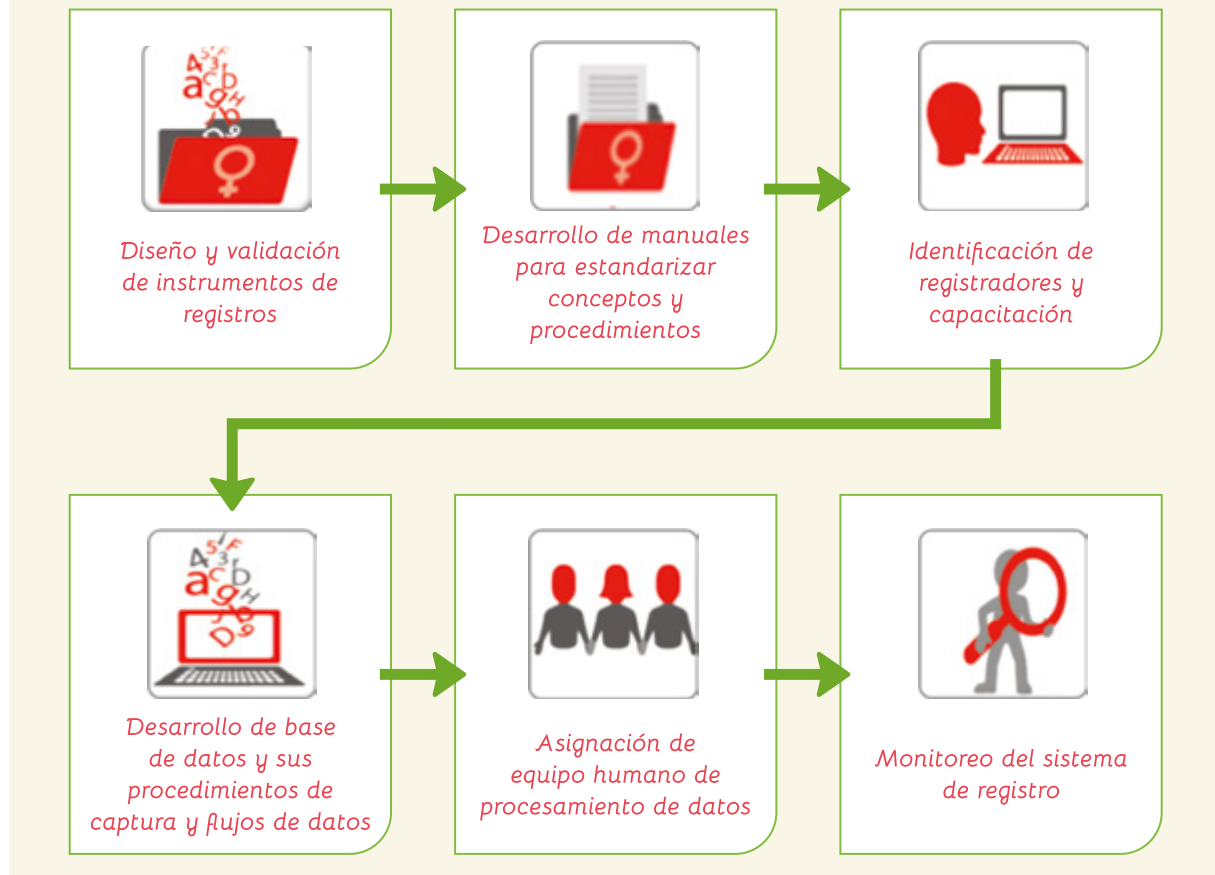 Diseño y validación
de instrumentos de
registros
Desarrollo de manuales
para estandarizar
conceptos y
procedimientos
Identificación de
registradores y
capacitación
Desarrollo de base
de datos y sus
procedimientos de
captura y flujos de datos
Asignación de
equipo humano de
procesamiento de datos
Monitoreo del sistema
de registro